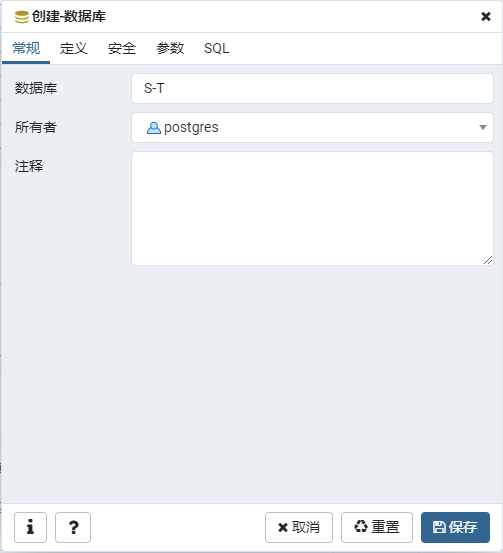 创建-数据库
常规 定义 安全 参数 SQL
数据库 S-T
所有者 postgres
注释
i ? 取消 重置 保存